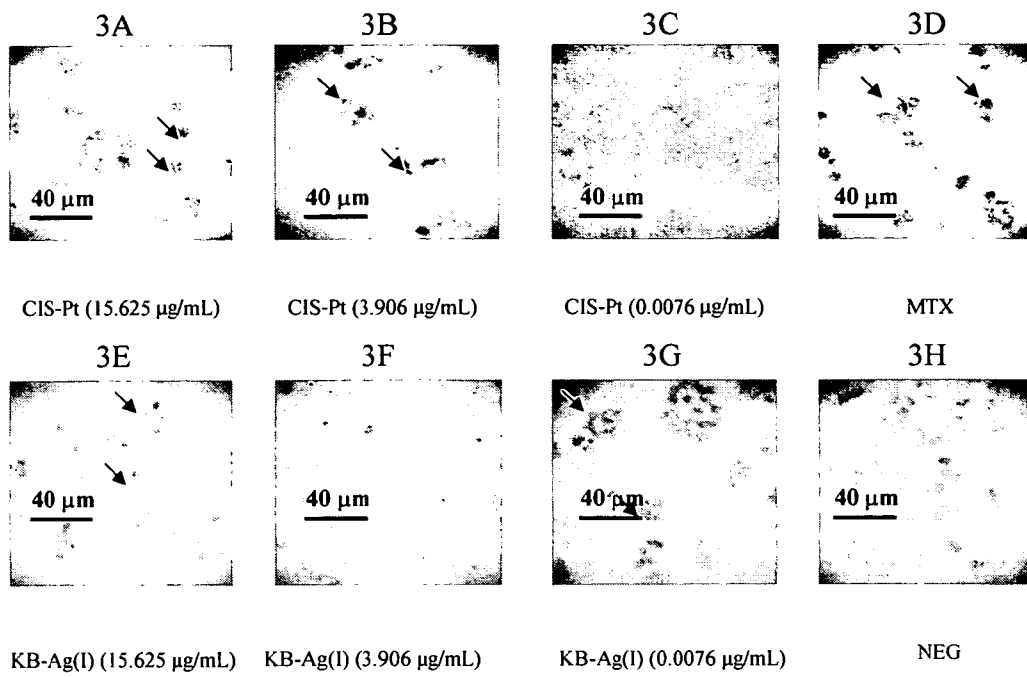 3A 3B 3C 3D
40 µm 40 µm 40 µm 40 µm
CIS-Pt (15.625 µg/mL) CIS-Pt (3.906 µg/mL) CIS-Pt (0.0076 µg/mL) MTX
3E 3F 3G 3H
40 µm 40 µm 40 µm 40 µm
KB-Ag(I) (15.625 µg/mL) KB-Ag(I) (3.906 µg/mL) KB-Ag(I) (0.0076 µg/mL) NEG